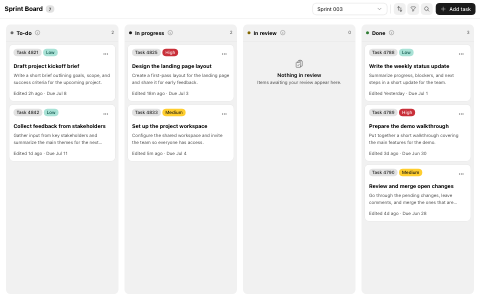 Sprint Board 7
Sprint 003
Add task
To-do 2
Task 4821 Low
Draft project kickoff brief
Write a short brief outlining goals, scope, and
success criteria for the upcoming project.
Edited 2h ago · Due Jul 8
Task 4842 Low
Collect feedback from stakeholders
Gather input from key stakeholders and
summarize the main themes for the next...
Edited 1d ago · Due Jul 11
In progress 2
Task 4825 High
Design the landing page layout
Create a first-pass layout for the landing page
and share it for early feedback.
Edited 18m ago · Due Jul 3
Task 4833 Medium
Set up the project workspace
Configure the shared workspace and invite
the team so everyone has access.
Edited 5m ago · Due Jul 4
In review 0
Nothing in review
Items awaiting your review appear here.
Done 3
Task 4788 Low
Write the weekly status update
Summarize progress, blockers, and next
steps in a short update for the team.
Edited Yesterday · Due Jul 1
High
Prepare the demo walkthrough
Put together a short walkthrough covering
the main features for the demo.
Edited 3d ago · Due Jun 30
Task 4790 Medium
Review and merge open changes
Go through the pending changes, leave
comments, and merge the ones that are...
Edited 4d ago · Due Jun 28